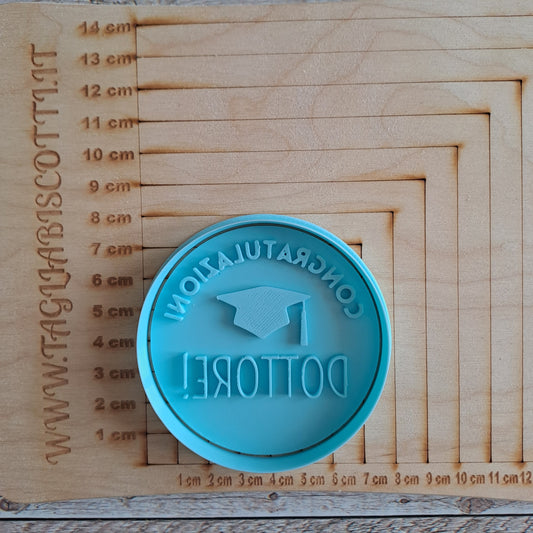 WWW.TAGLIABISCOTTI.IT
14 cm
13 cm
12 cm
11 cm
10 cm
9 cm
8 cm
7 cm
6 cm
5 cm
4 cm
3 cm
2 cm
1 cm
CONGRATULAZIONI
DOTTORE!
1 cm 2 cm 3 cm 4 cm 5 cm 6 cm 7 cm 8 cm 9 cm 10 cm 11 cm 12